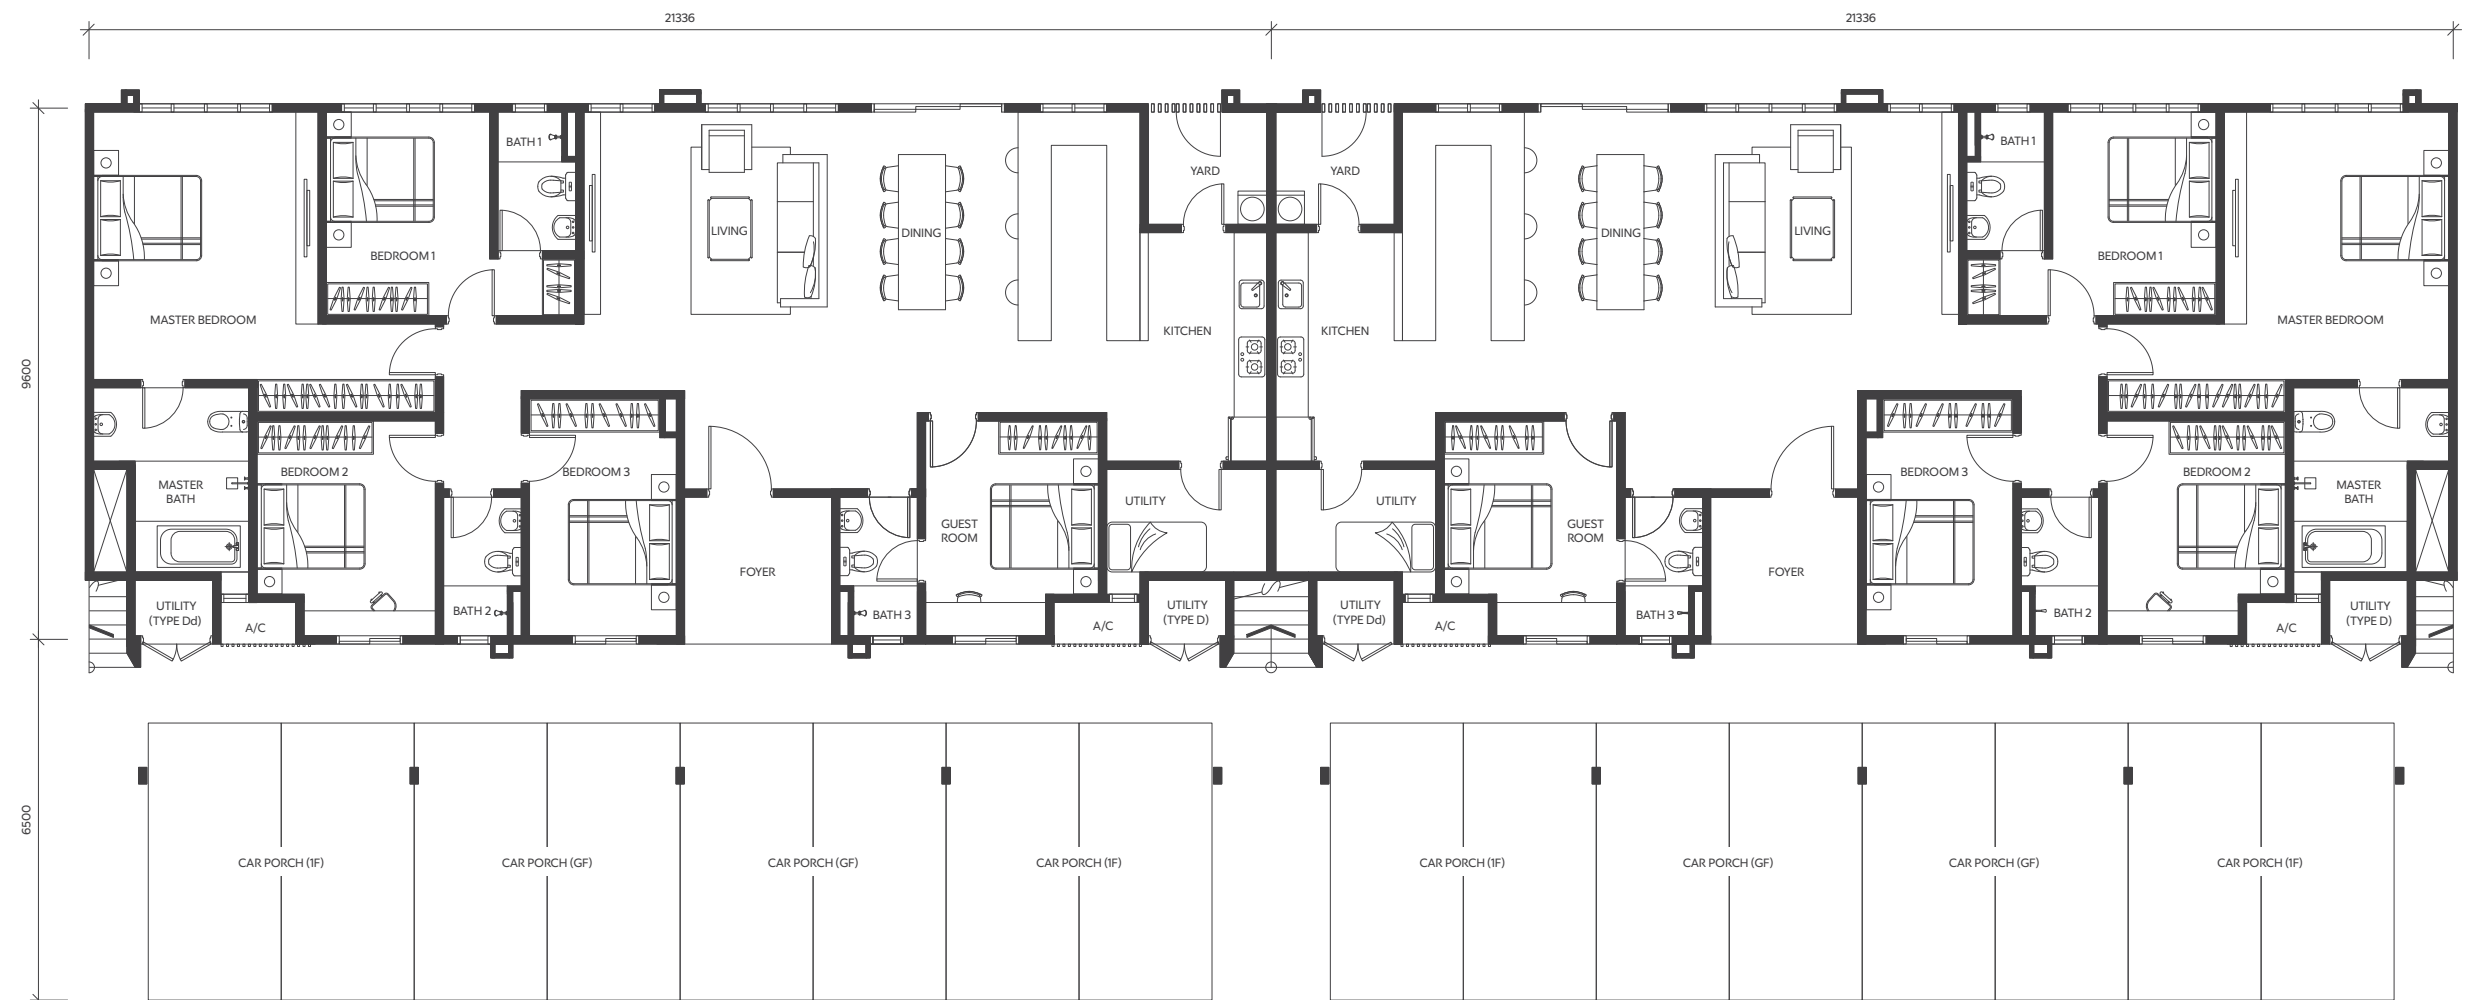 21336
21336
9600
6500
MASTER BEDROOM
BEDROOM 1
BATH 1
LIVING
DINING
YARD
KITCHEN
MASTER
BATH
BEDROOM 2
BEDROOM 3
BATH 2
FOYER
BATH 3
GUEST
ROOM
UTILITY
UTILITY
(TYPE Dd)
A/C
A/C
UTILITY
(TYPE D)
YARD
KITCHEN
DINING
LIVING
BATH 1
BEDROOM 1
MASTER BEDROOM
UTILITY
GUEST
ROOM
BATH 3
FOYER
BEDROOM 3
BATH 2
BEDROOM 2
MASTER
BATH
UTILITY
(TYPE Dd)
A/C
A/C
UTILITY
(TYPE D)
CAR PORCH (1F)
CAR PORCH (GF)
CAR PORCH (GF)
CAR PORCH (1F)
CAR PORCH (1F)
CAR PORCH (GF)
CAR PORCH (GF)
CAR PORCH (1F)